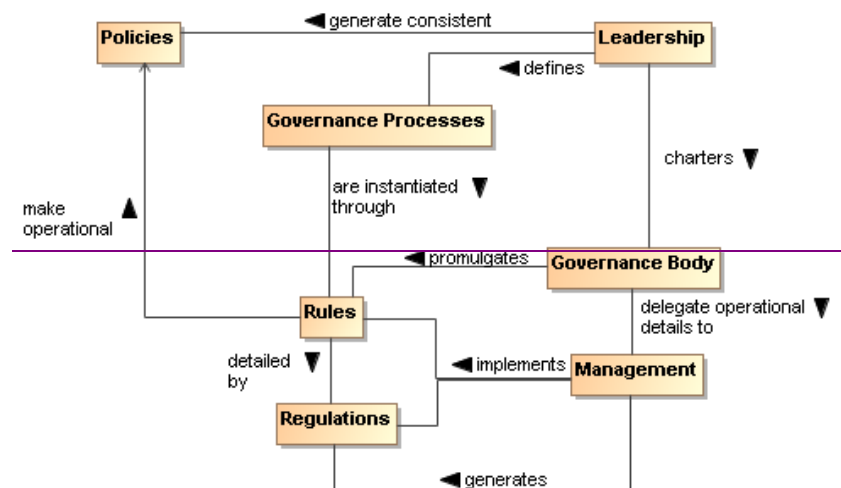 generate consistent
Policies
Leadership
defines
Governance Processes
charters
are instantiated
through
make
operational
promulgates
Governance Body
delegate operational
details to
Rules
detailed
by
implements
Management
Regulations
generates